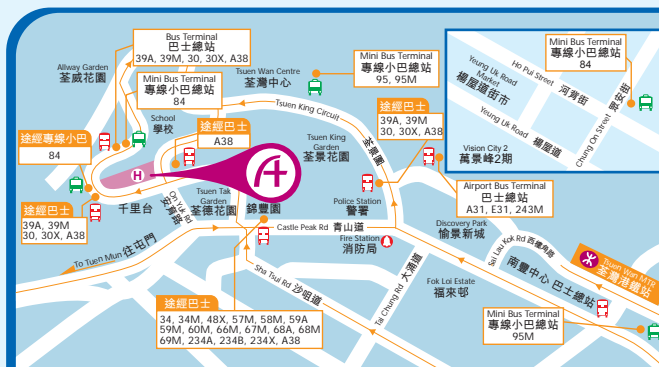 Bus Terminal
巴士總站
39A, 39M, 30, 30X, A38
Allway Garden
荃威花園
Mini Bus Terminal
專線小巴總站
84
School
學校
途經專線小巴
84
途經巴士
A38
H
千里台
途經巴士
39A, 39M
30, 30X, A38
On Yuk Rd
安育路
Tsuen Tak
Garden
荃德花園
錦豐園
Tsuen Wan Centre
荃灣中心
Mini Bus Terminal
專線小巴總站
95, 95M
Tsuen King Circuit
荃景圍
Tsuen King
Garden
荃景花園
途經巴士
39A, 39M
30, 30X, A38
Police Station
警署
Airport Bus Terminal
巴士總站
A31, E31, 243M
Castle Peak Rd 青山道
Fire Station
消防局
Discovery Park
愉景新城
To Tuen Mun 往屯門
Sha Tsui Rd 沙咀道
Tai Chung Rd 大涌道
Fok Loi Estate
福來邨
Sai Lau Kok Rd 西樓角路
Tsuen Wan MTR
荃灣港鐵站
南豐中心 巴士總站
Mini Bus Terminal
專線小巴總站
95M
途經巴士
34, 34M, 48X, 57M, 58M, 59A
59M, 60M, 66M, 67M, 68A, 68M
69M, 234A, 234B, 234X, A38
Yeung Uk Road
Market
楊屋道街市
Ho Pui Street 河背街
Mini Bus Terminal
專線小巴總站
84
Yeung Uk Road 楊屋道
Chung On Street 眾安街
Vision City 2
萬景峰2期